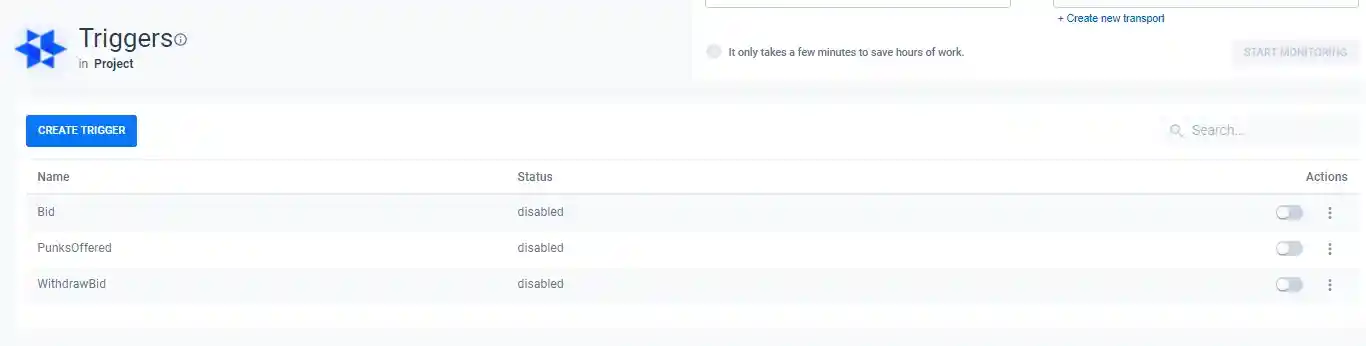 + Create new transport
Triggers
in Project
It only takes a few minutes to save hours of work.
START MONITORING
CREATE TRIGGER
Search...
Name Status Actions
Bid disabled
PunksOffered disabled
WithdrawBid disabled